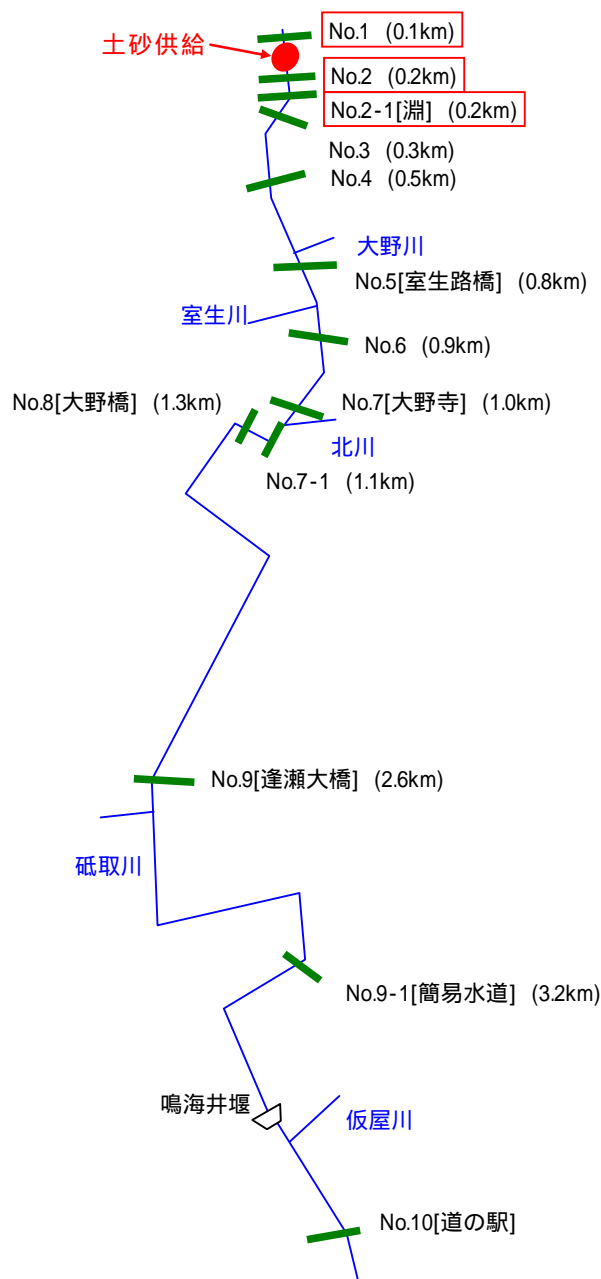 No.1 (0.1km)
土砂供給
No.2 (0.2km)
No.2-1[淵] (0.2km)
No.3 (0.3km)
No.4 (0.5km)
大野川
No.5[室生路橋] (0.8km)
室生川
No.6 (0.9km)
No.8[大野橋] (1.3km)
No.7[大野寺] (1.0km)
北川
No.7-1 (1.1km)
No.9[逢瀬大橋] (2.6km)
砥取川
No.9-1[簡易水道] (3.2km)
鳴海井堰
仮屋川
No.10[道の駅]